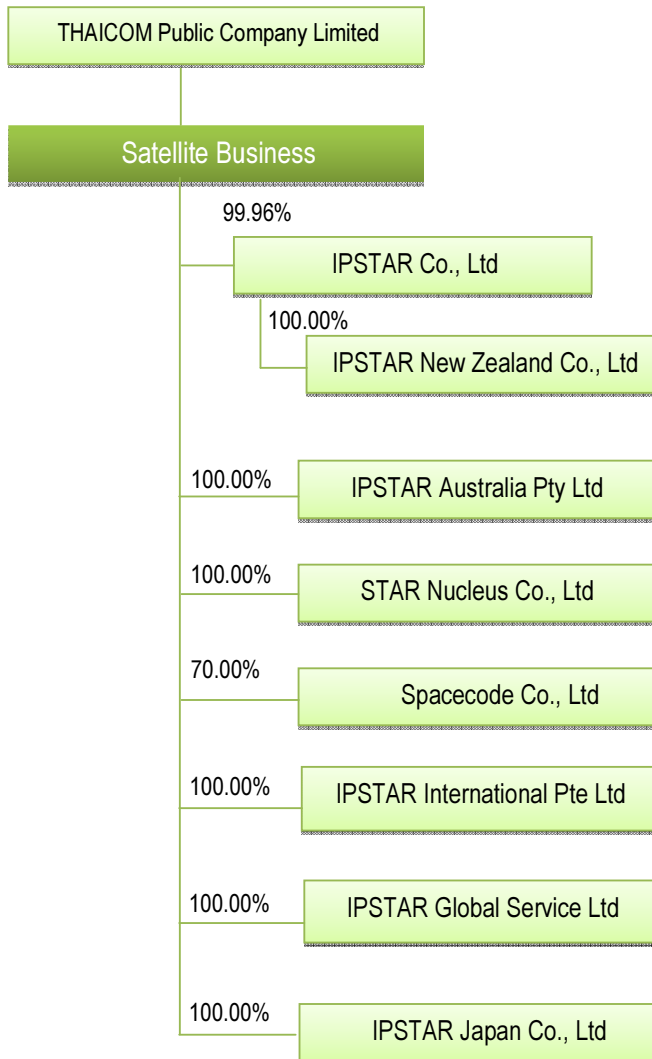 THAICOM Public Company Limited
Satellite Business
99.96%
IPSTAR Co., Ltd
100.00%
IPSTAR New Zealand Co., Ltd
100.00%
IPSTAR Australia Pty Ltd
100.00%
STAR Nucleus Co., Ltd
70.00%
Spacecode Co., Ltd
100.00%
IPSTAR International Pte Ltd
100.00%
IPSTAR Global Service Ltd
100.00%
IPSTAR Japan Co., Ltd